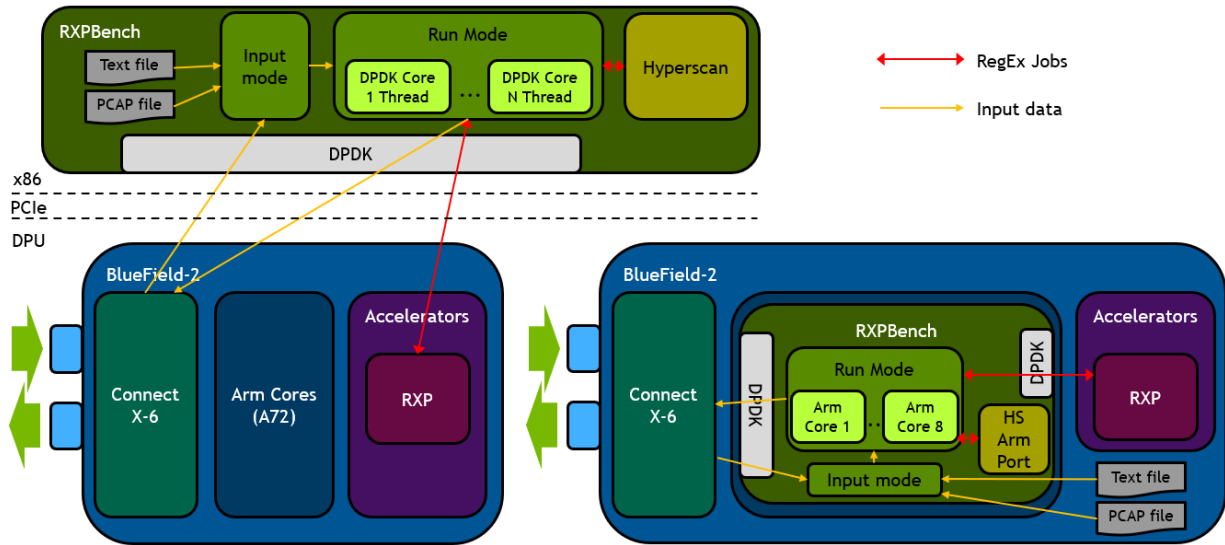 RXPBench
Text file
PCAP file
Input
mode
Run Mode
DPDK Core
1 Thread
...
DPDK Core
N Thread
Hyperscan
DPDK
RegEx Jobs
Input data
x86
PCIe
DPU
BlueField-2
Connect
X-6
Arm Cores
(A72)
Accelerators
RXP
BlueField-2
Connect
X-6
RXPBench
DPDK
Run Mode
Arm
Core 1
..
Arm
Core 8
DPDK
HS
Arm
Port
Input mode
Accelerators
RXP
Text file
PCAP file